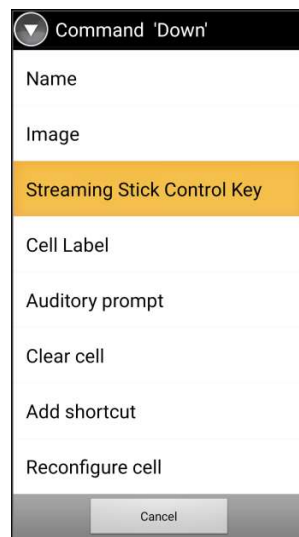 Command 'Down'
Name
Image
Streaming Stick Control Key
Cell Label
Auditory prompt
Clear cell
Add shortcut
Reconfigure cell
Cancel